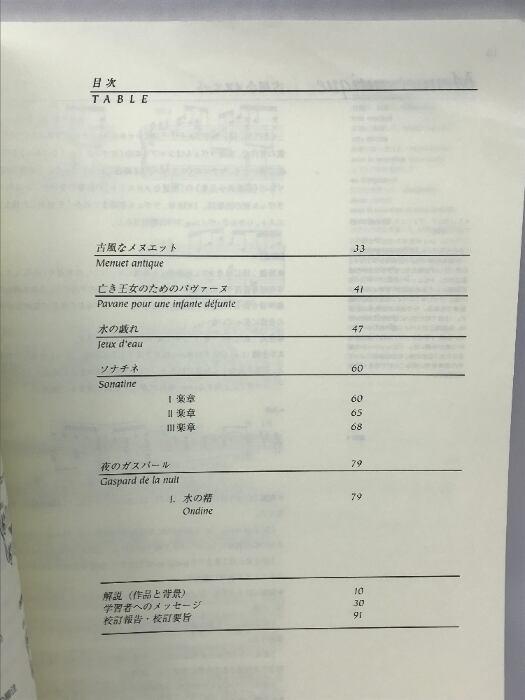 目次
TABLE
古風なメヌエット 33
Menuet antique
亡き王女のためのパヴァーヌ 41
Pavane pour une infante défunte
水の戯れ 47
Jeux d'eau
ソナチネ 60
Sonatine
I 楽章 60
II 楽章 65
III 楽章 68
夜のガスパール 79
Gaspard de la nuit
I. 水の精 79
Ondine
解説（作品と背景） 10
学習者へのメッセージ 30
校訂報告・校訂要旨 91